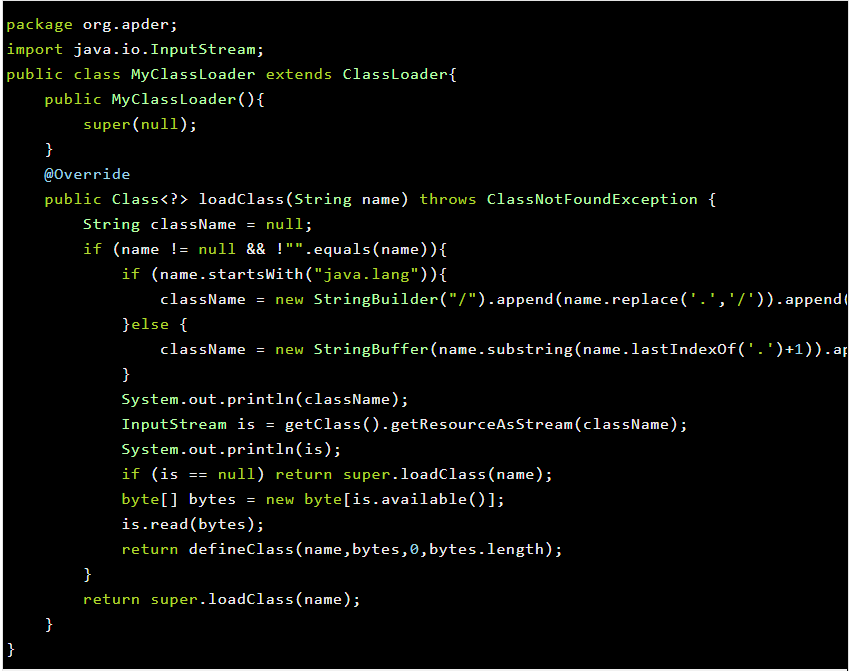 package org.apder;
import java.io.InputStream;
public class MyClassLoader extends ClassLoader{
    public MyClassLoader(){
        super(null);
    }
    @Override
    public Class<?> loadClass(String name) throws ClassNotFoundException {
        String className = null;
        if (name != null && !"".equals(name)){
            if (name.startsWith("java.lang")){
                className = new StringBuilder("/").append(name.replace('.','/')).append(
            }else {
                className = new StringBuffer(name.substring(name.lastIndexOf('.')+1)).ap
            }
            System.out.println(className);
            InputStream is = getClass().getResourceAsStream(className);
            System.out.println(is);
            if (is == null) return super.loadClass(name);
            byte[] bytes = new byte[is.available()];
            is.read(bytes);
            return defineClass(name,bytes,0,bytes.length);
        }
        return super.loadClass(name);
    }
}